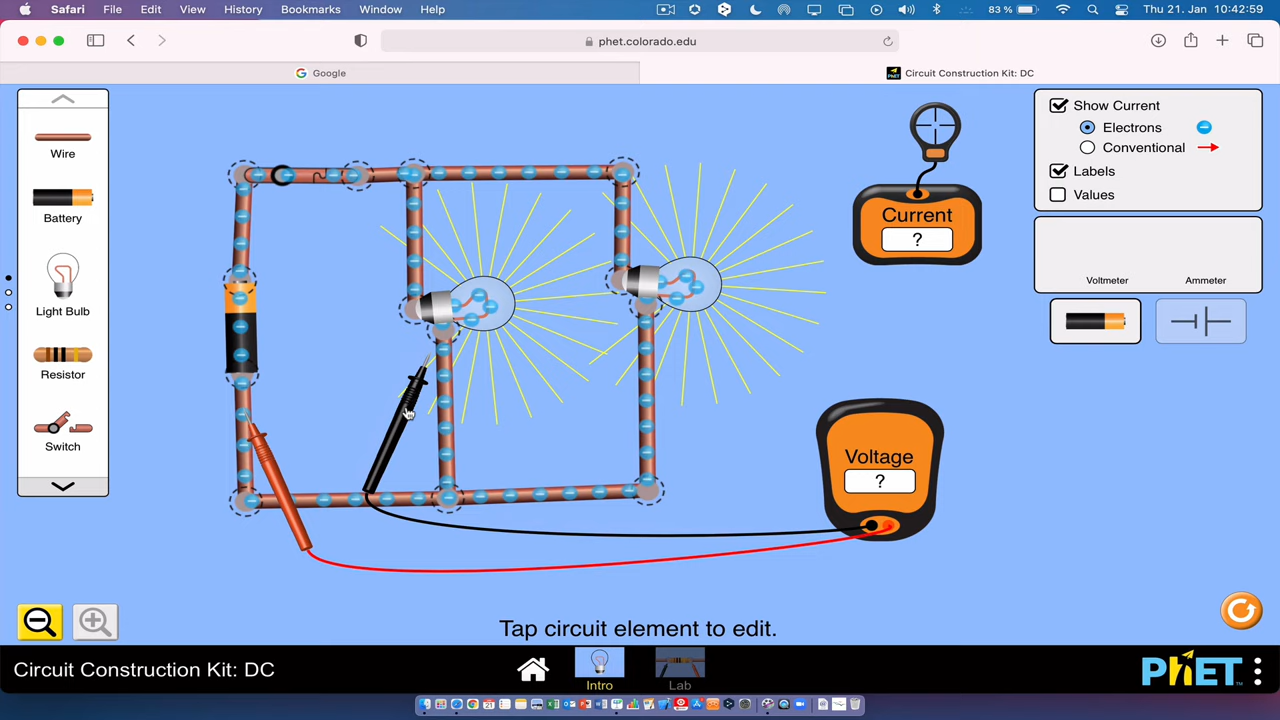 Safari File Edit View History Bookmarks Window Help 83 % Thu 21. Jan. 10:42:59
phet.colorado.edu
Google
Circuit Construction Kit: DC
Wire
Battery
Light Bulb
Resistor
Switch
Current
?
Voltage
?
Show Current
Electrons
Conventional
Labels
Values
Voltmeter Ammeter
Tap circuit element to edit.
Circuit Construction Kit: DC
Intro
Lab
PhET